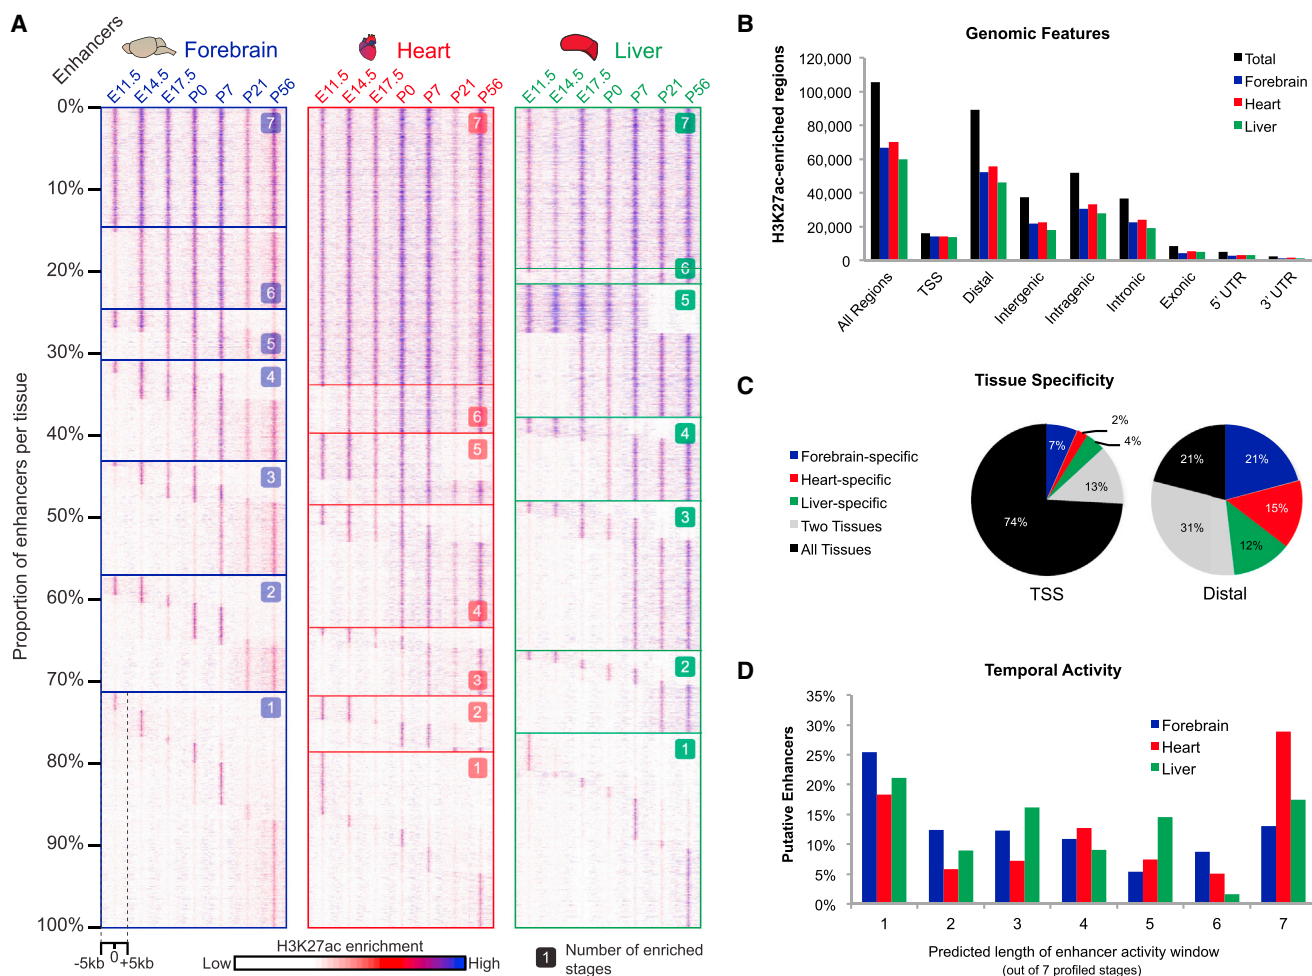 A
Enhancers
Forebrain
Heart
Liver
E11.5 E14.5 E17.5 P0 P7 P21 P56
E11.5 E14.5 E17.5 P0 P7 P21 P56
E11.5 E14.5 E17.5 P0 P7 P21 P56
Proportion of enhancers per tissue
0%
10%
20%
30%
40%
50%
60%
70%
80%
90%
100%
7
6
5
4
3
2
1
7
6
5
4
3
2
1
7
6
5
4
3
2
1
-5kb 0 +5kb
H3K27ac enrichment
Low High
1 Number of enriched
stages
B
Genomic Features
H3K27ac-enriched regions
120,000
100,000
80,000
60,000
40,000
20,000
0
Total
Forebrain
Heart
Liver
All Regions
TSS
Distal
Intergenic
Intragenic
Intronic
Exonic
5' UTR
3' UTR
C
Tissue Specificity
Forebrain-specific
Heart-specific
Liver-specific
Two Tissues
All Tissues
7%
2%
4%
13%
74%
TSS
21%
21%
15%
12%
31%
Distal
D
Temporal Activity
Putative Enhancers
35%
30%
25%
20%
15%
10%
5%
0%
Forebrain
Heart
Liver
1 2 3 4 5 6 7
Predicted length of enhancer activity window
(out of 7 profiled stages)